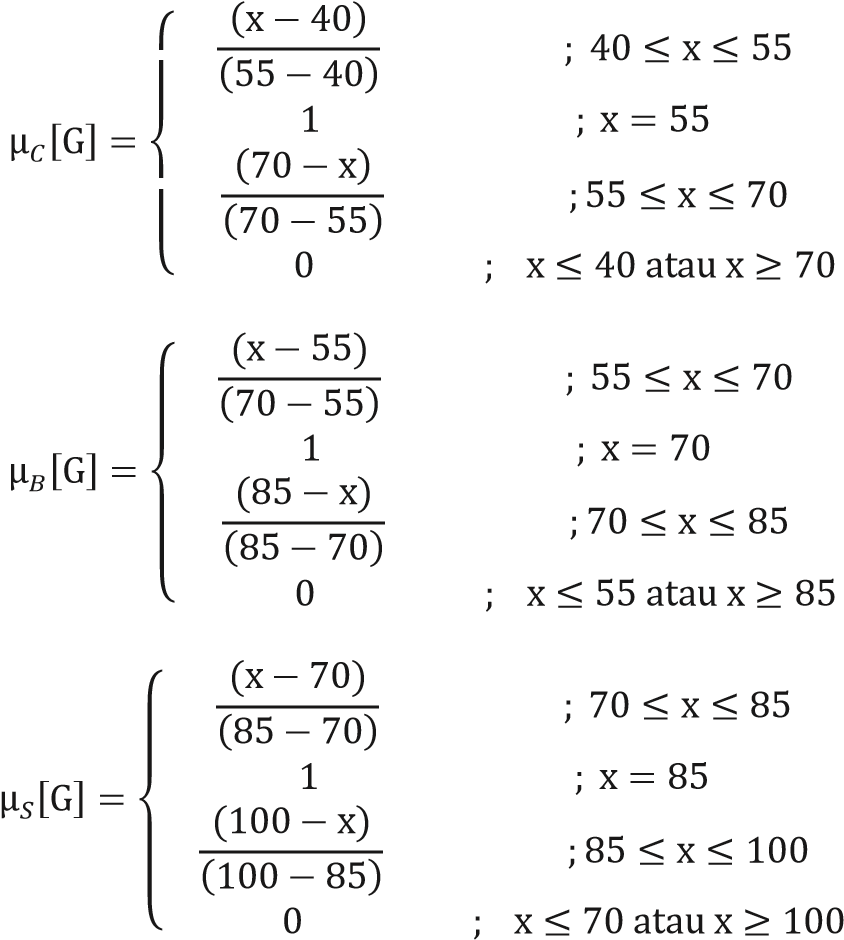 (x − 40)
(55 − 40) ; 40 ≤ x ≤ 55
1 ; x = 55
μC[G] =
(70 − x)
(70 − 55) ; 55 ≤ x ≤ 70
0 ; x ≤ 40 atau x ≥ 70
(x − 55)
(70 − 55) ; 55 ≤ x ≤ 70
1 ; x = 70
μB[G] =
(85 − x)
(85 − 70) ; 70 ≤ x ≤ 85
0 ; x ≤ 55 atau x ≥ 85
(x − 70)
(85 − 70) ; 70 ≤ x ≤ 85
1 ; x = 85
μS[G] =
(100 − x)
(100 − 85) ; 85 ≤ x ≤ 100
0 ; x ≤ 70 atau x ≥ 100